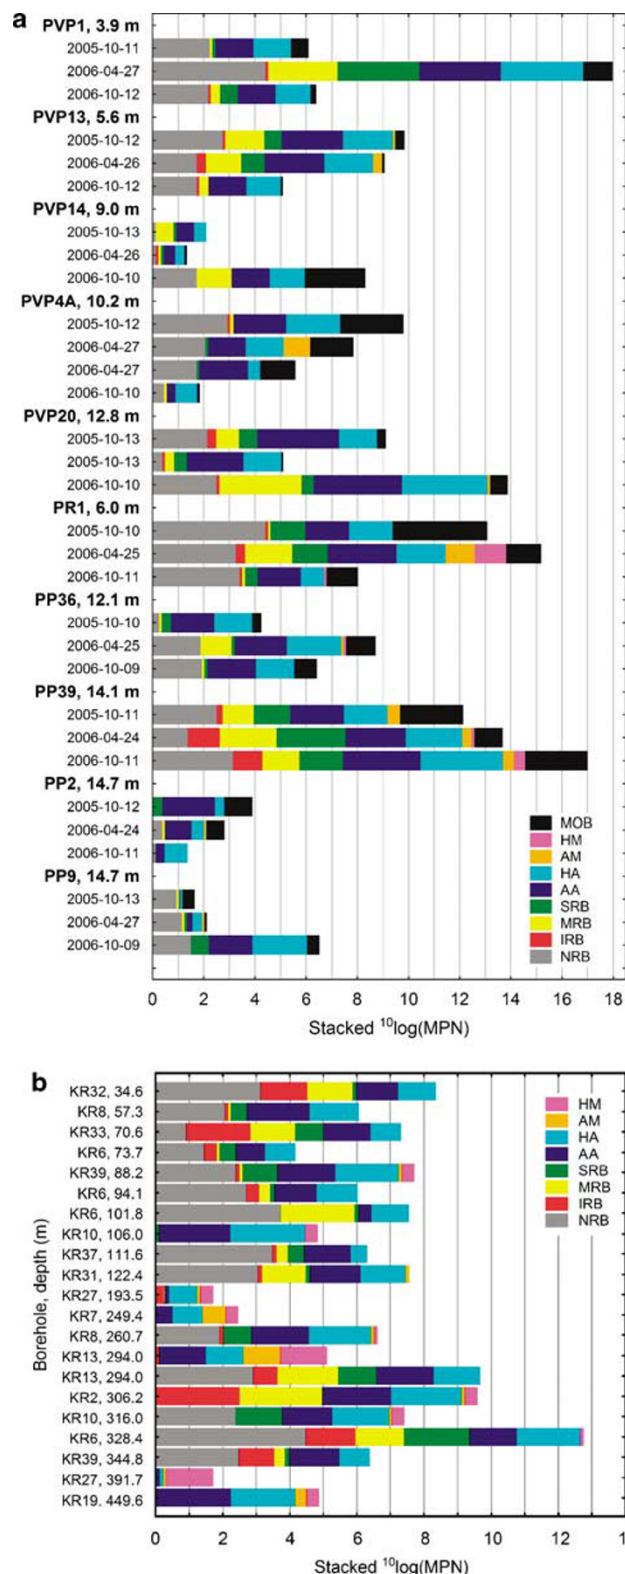 a
PVP1, 3.9 m
2005-10-11
2006-04-27
2006-10-12
PVP13, 5.6 m
2005-10-12
2006-04-26
2006-10-12
PVP14, 9.0 m
2005-10-13
2006-04-26
2006-10-10
PVP4A, 10.2 m
2005-10-12
2006-04-27
2006-04-27
2006-10-10
PVP20, 12.8 m
2005-10-13
2005-10-13
2006-10-10
PR1, 6.0 m
2005-10-10
2006-04-25
2006-10-11
PP36, 12.1 m
2005-10-10
2006-04-25
2006-10-09
PP39, 14.1 m
2005-10-11
2006-04-24
2006-10-11
PP2, 14.7 m
2005-10-12
2006-04-24
2006-10-11
PP9, 14.7 m
2005-10-13
2006-04-27
2006-10-09
MOB
HM
AM
HA
AA
SRB
MRB
IRB
NRB
0 2 4 6 8 10 12 14 16 18
Stacked ¹⁰log(MPN)
b
KR32, 34.6
KR8, 57.3
KR33, 70.6
KR6, 73.7
KR39, 88.2
KR6, 94.1
KR6, 101.8
KR10, 106.0
KR37, 111.6
KR31, 122.4
KR27, 193.5
KR7, 249.4
KR8, 260.7
KR13, 294.0
KR13, 294.0
KR2, 306.2
KR10, 316.0
KR6, 328.4
KR39, 344.8
KR27, 391.7
KR19, 449.6
Borehole, depth (m)
HM
AM
HA
AA
SRB
MRB
IRB
NRB
0 2 4 6 8 10 12
Stacked ¹⁰log(MPN)